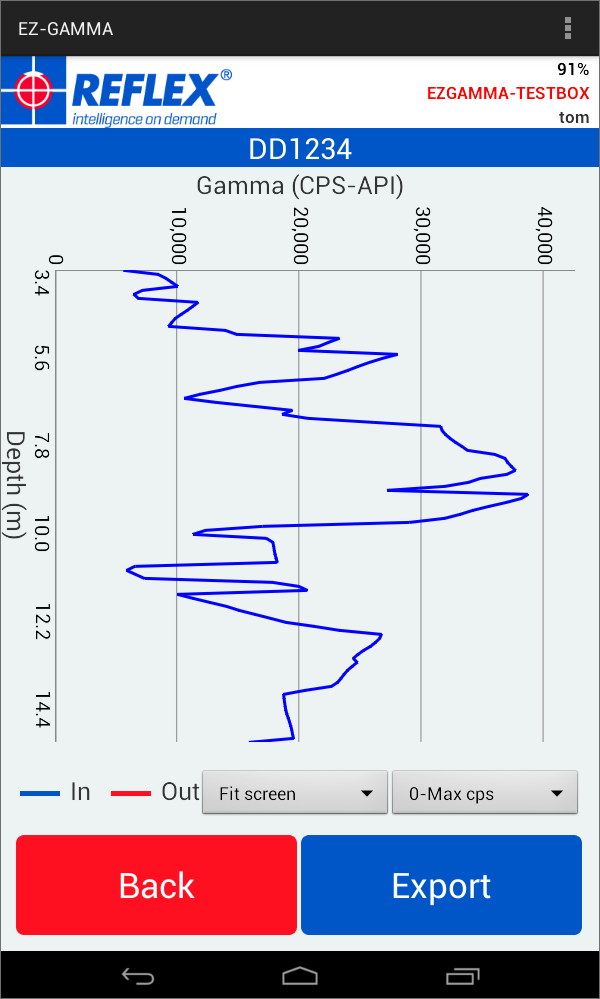 EZ-GAMMA
REFLEX®
intelligence on demand
91%
EZGAMMA-TESTBOX
tom
DD1234
Gamma (CPS-API)
0
10,000
20,000
30,000
40,000
Depth (m)
3.4
5.6
7.8
10.0
12.2
14.4
In
Out
Fit screen
0-Max cps
Back
Export